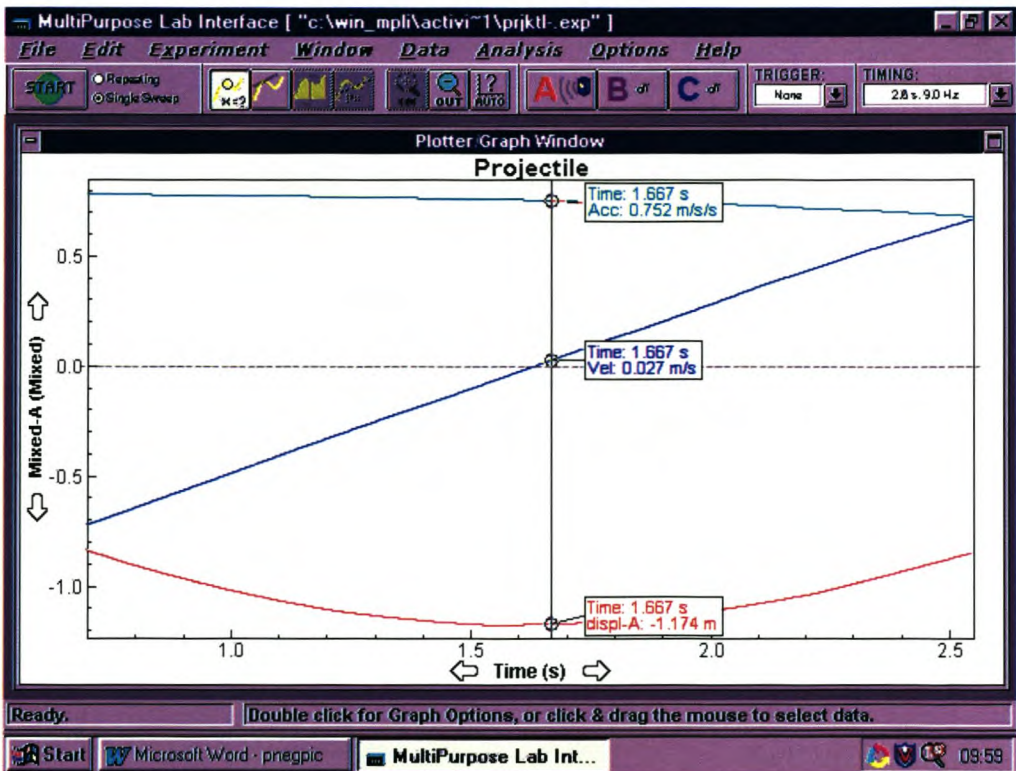 MultiPurpose Lab Interface [ "c:\win_mpli\activi~1\prjktl-.exp" ]
File Edit Experiment Window Data Analysis Options Help
START
Repeating
Single Sweep
X=?
OUT
?
AUTO
A
B
C
TRIGGER:
None
TIMING:
2.8 s. 9.0 Hz
Plotter/Graph Window
Projectile
Time: 1.667 s
Acc: 0.752 m/s/s
Time: 1.667 s
Vel: 0.027 m/s
Time: 1.667 s
displ-A: -1.174 m
Mixed-A (Mixed)
0.5
0.0
-0.5
-1.0
1.0
1.5
2.0
2.5
Time (s)
Ready.
Double click for Graph Options, or click & drag the mouse to select data.
Start
Microsoft Word - pnegpic
MultiPurpose Lab Int...
09:59